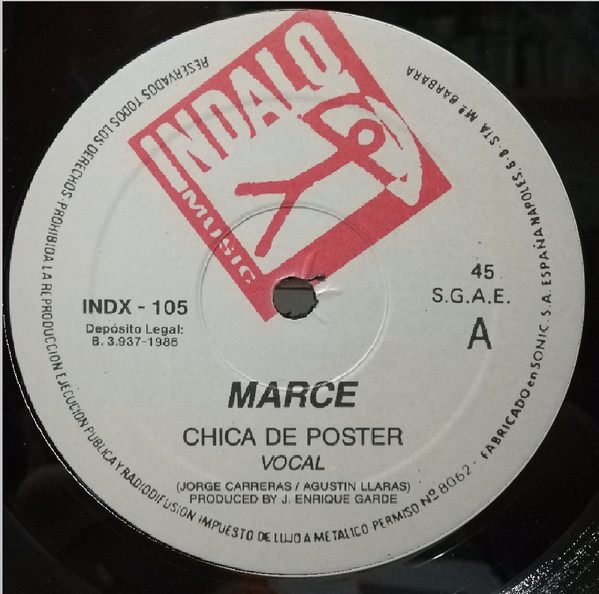 INDALO
MUSIC
INDX - 105
Depósito Legal:
B. 3.937-1986
45
S.G.A.E.
A
MARCE
CHICA DE POSTER
VOCAL
(JORGE CARRERAS / AGUSTIN LLARAS)
PRODUCED BY J. ENRIQUE GARDE
RESERVADOS TODOS LOS DERECHOS-PROHIBIDA LA REPRODUCCION EJECUCION PUBLICA Y RADIODIFUSION IMPUESTO DE LUJO A METALICO PERMISO Nº 8062 - FABRICADO en SONIC. S.A. ESPAÑA NAPOLES, 6-8-STA Mª BARBARA